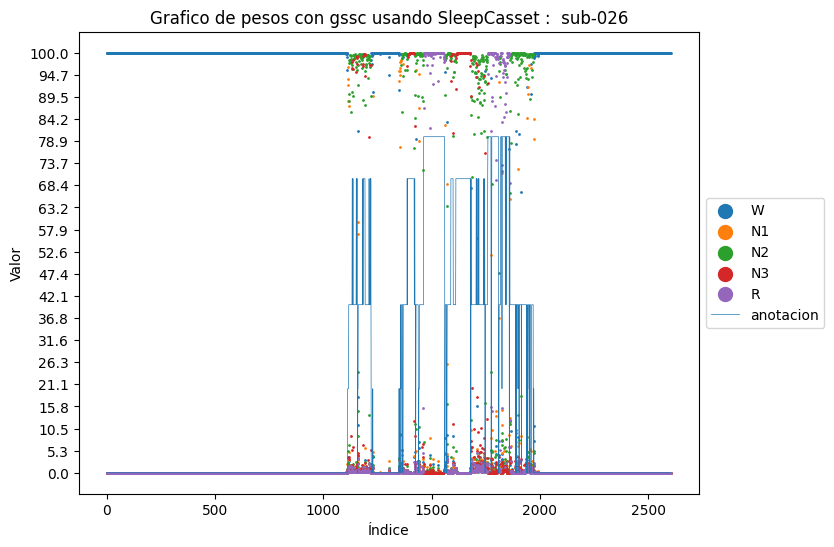 Grafico de pesos con gssc usando SleepCasset :  sub-026
100.0
94.7
89.5
84.2
78.9
73.7
68.4
63.2
57.9
52.6
47.4
42.1
36.8
31.6
26.3
21.1
15.8
10.5
5.3
0.0
Valor
0 500 1000 1500 2000 2500
Índice
W
N1
N2
N3
R
anotacion